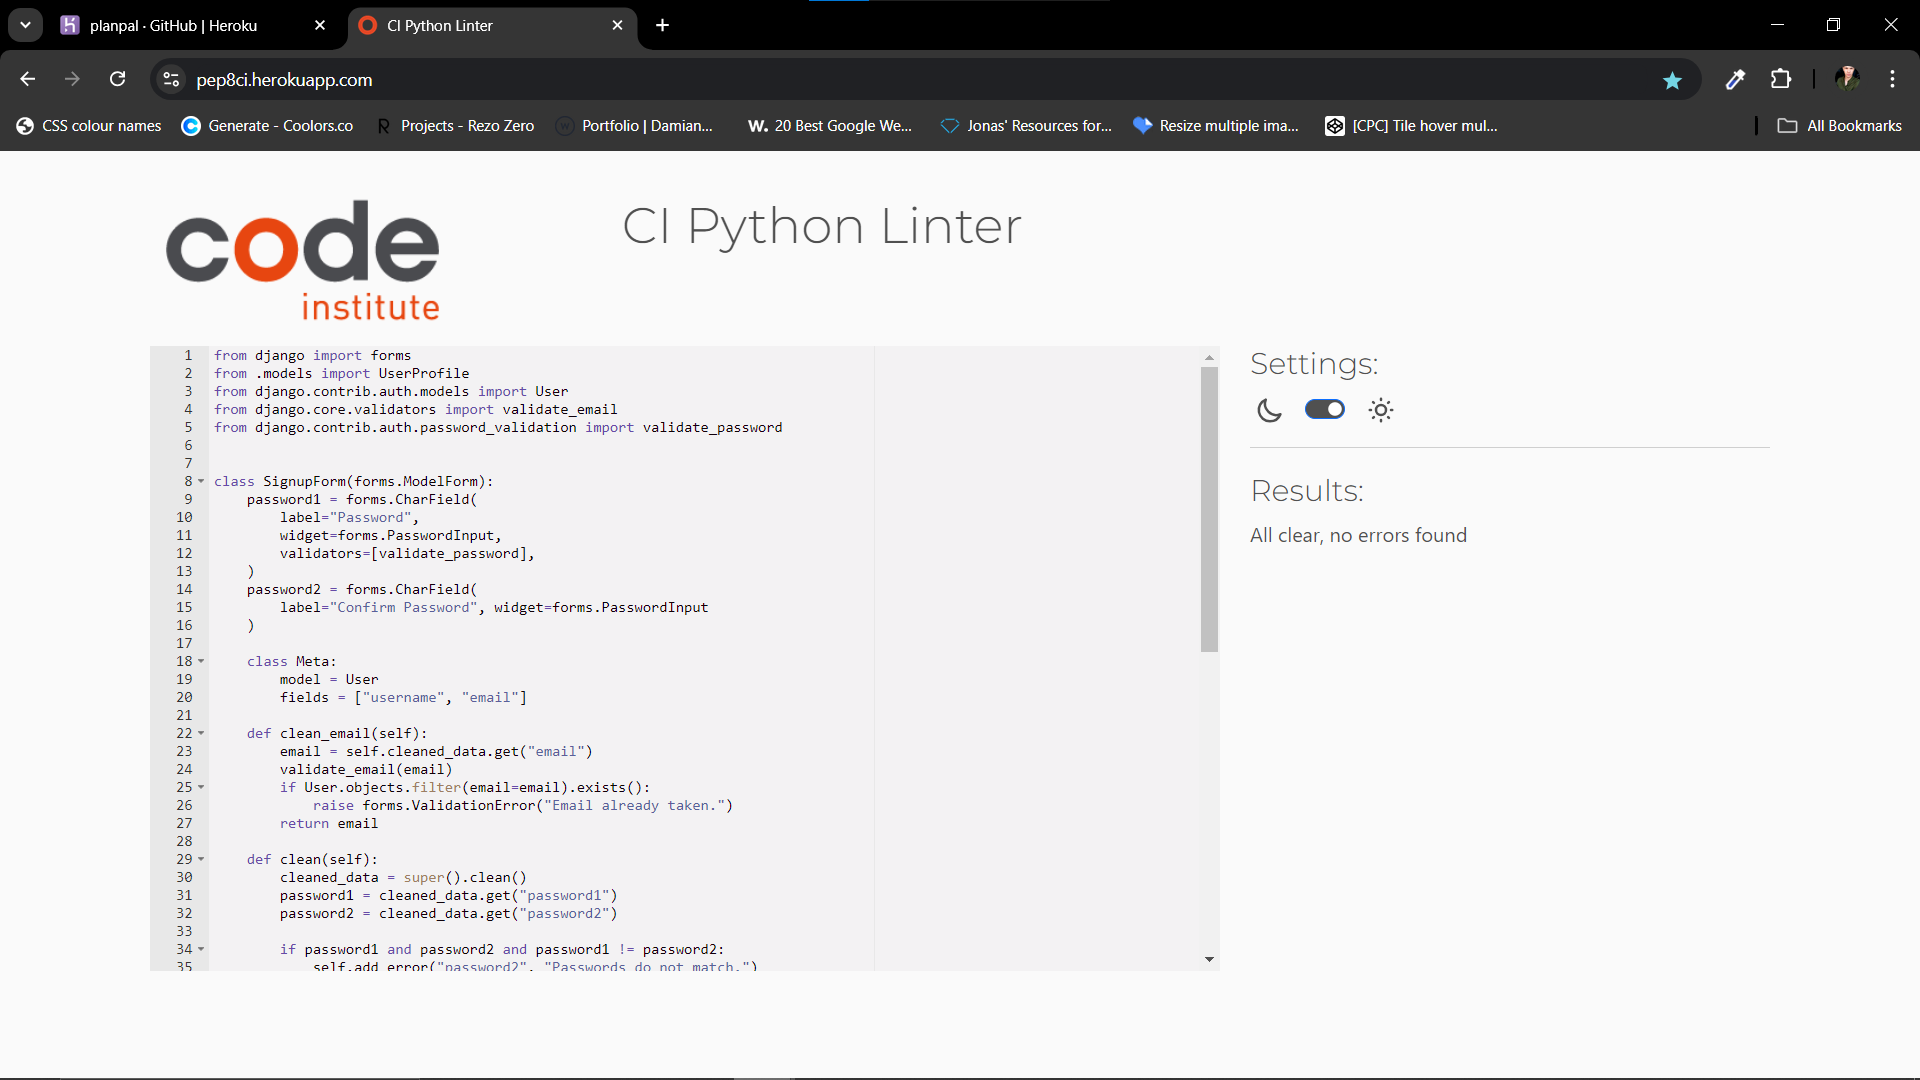 planpal · GitHub | Heroku
CI Python Linter
pep8ci.herokuapp.com
CSS colour names
Generate - Coolors.co
Projects - Rezo Zero
Portfolio | Damian...
W. 20 Best Google We...
Jonas' Resources for...
Resize multiple ima...
[CPC] Tile hover mul...
All Bookmarks
code
institute
CI Python Linter
1 from django import forms
2 from .models import UserProfile
3 from django.contrib.auth.models import User
4 from django.core.validators import validate_email
5 from django.contrib.auth.password_validation import validate_password
6
7
8 class SignupForm(forms.ModelForm):
9 password1 = forms.CharField(
10 label="Password",
11 widget=forms.PasswordInput,
12 validators=[validate_password],
13 )
14 password2 = forms.CharField(
15 label="Confirm Password", widget=forms.PasswordInput
16 )
17
18 class Meta:
19 model = User
20 fields = ["username", "email"]
21
22 def clean_email(self):
23 email = self.cleaned_data.get("email")
24 validate_email(email)
25 if User.objects.filter(email=email).exists():
26 raise forms.ValidationError("Email already taken.")
27 return email
28
29 def clean(self):
30 cleaned_data = super().clean()
31 password1 = cleaned_data.get("password1")
32 password2 = cleaned_data.get("password2")
33
34 if password1 and password2 and password1 != password2:
35 self.add_error("password2", "Passwords do not match.")
Settings:
Results:
All clear, no errors found